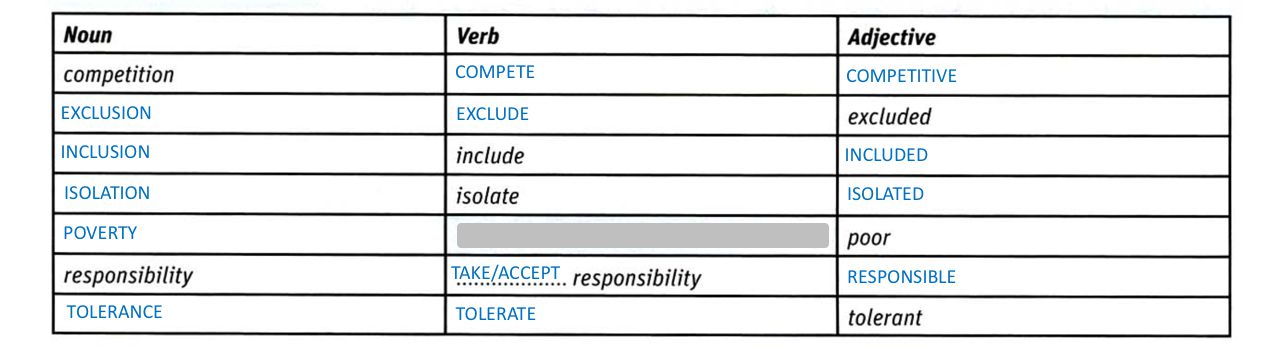 Noun Verb Adjective
competition COMPETE COMPETITIVE
EXCLUSION EXCLUDE excluded
INCLUSION include INCLUDED
ISOLATION isolate ISOLATED
POVERTY poor
responsibility TAKE/ACCEPT .................... responsibility RESPONSIBLE
TOLERANCE TOLERATE tolerant